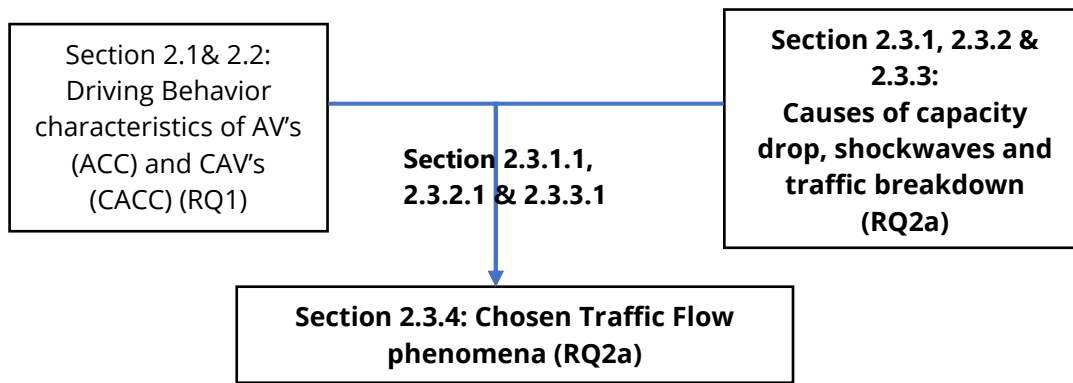 Section 2.1& 2.2:
Driving Behavior
characteristics of AV’s
(ACC) and CAV’s
(CACC) (RQ1)
Section 2.3.1, 2.3.2 &
2.3.3:
Causes of capacity
drop, shockwaves and
traffic breakdown
(RQ2a)
Section 2.3.1.1,
2.3.2.1 & 2.3.3.1
Section 2.3.4: Chosen Traffic Flow
phenomena (RQ2a)